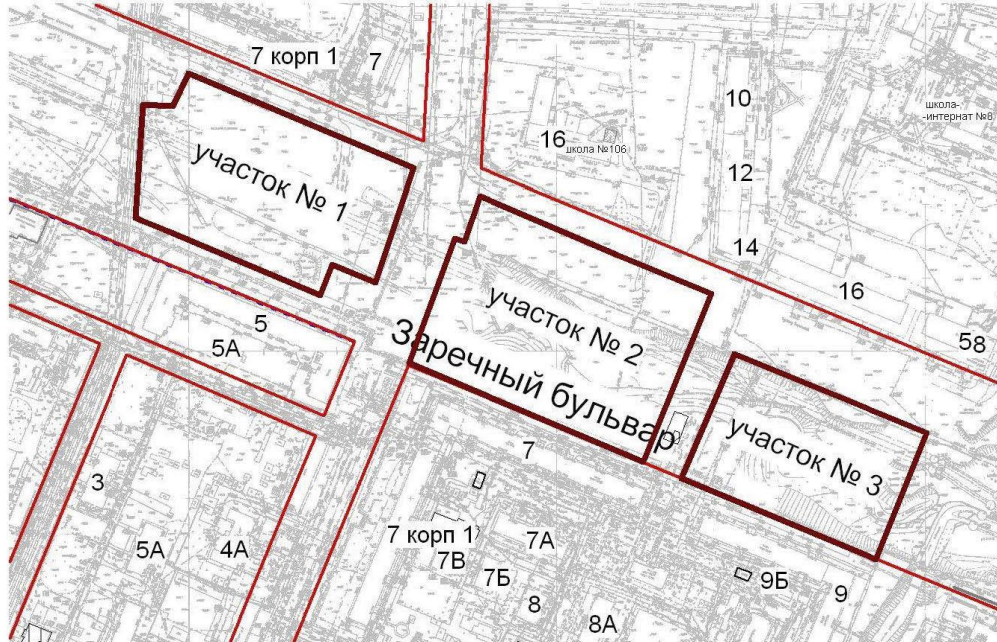 7 корп 1
7
10
школа-
-интернат №8
16
школа №106
участок № 1
12
14
16
участок № 2
5
5А
Заречный бульвар
58
участок № 3
7
3
7 корп 1
5А
4А
7В
7А
7Б
9Б
9
8
8А